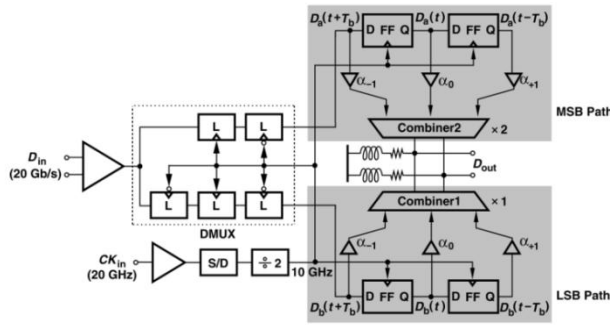 Da(t+Tb) Da(t) Da(t−Tb)
D FF Q D FF Q
α−1 α0 α+1
MSB Path
Combiner2 × 2
L L
Din
(20 Gb/s)
Dout
L L L
Combiner1 × 1
DMUX
α−1 α0 α+1
CKin
(20 GHz)
S/D ÷ 2
10 GHz
D FF Q D FF Q
LSB Path
Db(t+Tb) Db(t) Db(t−Tb)